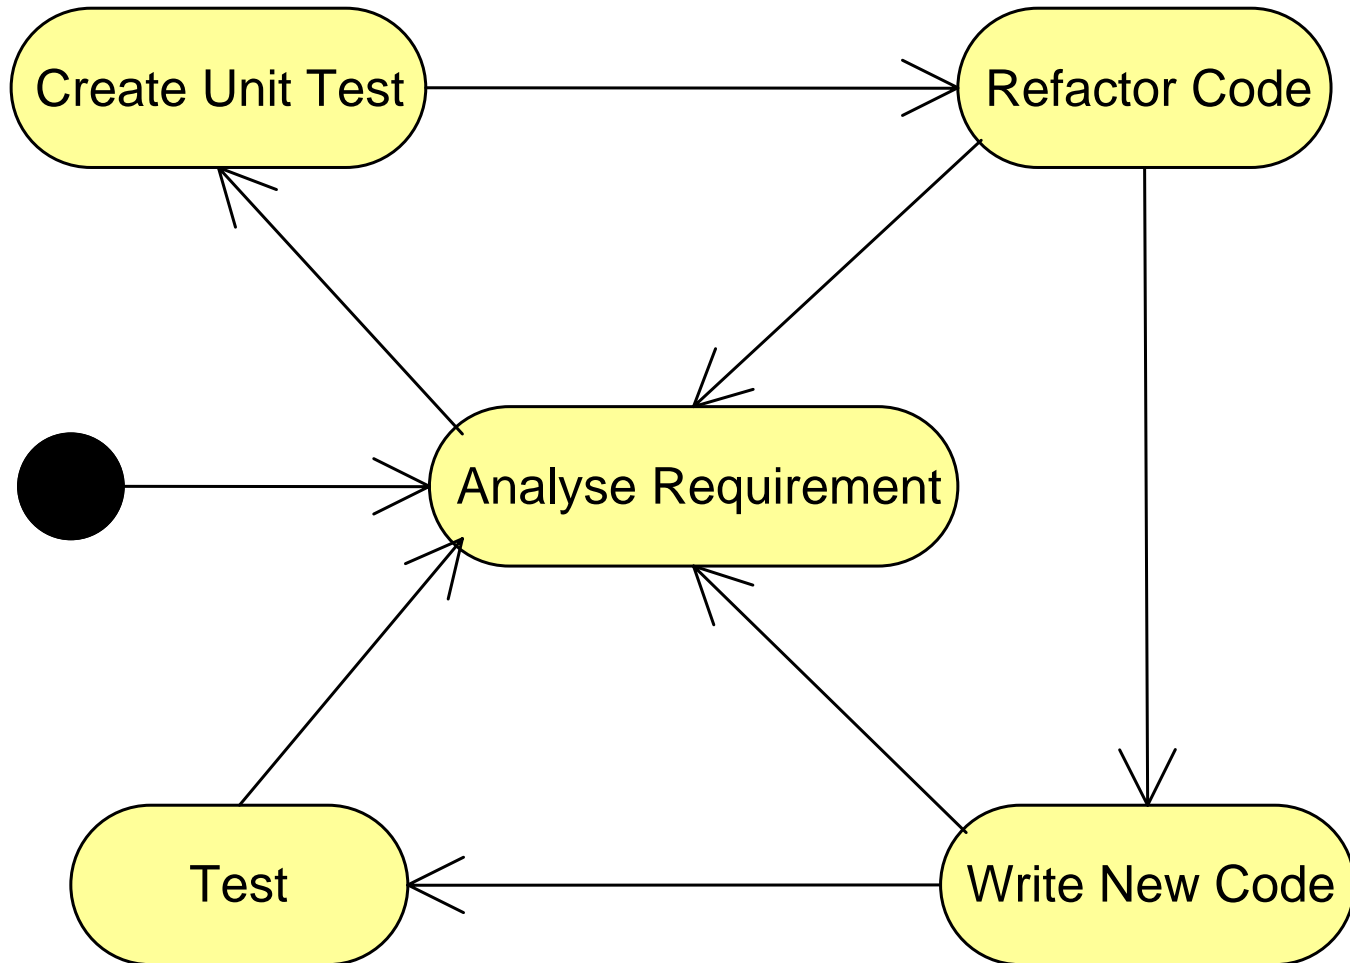 Create Unit Test
Refactor Code
Analyse Requirement
Test
Write New Code